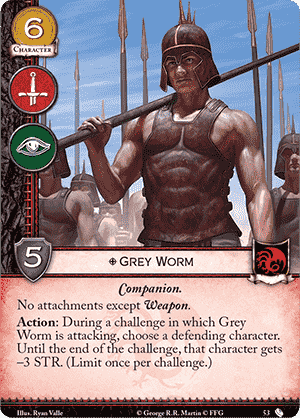 6
CHARACTER
5
GREY WORM
Companion.
No attachments except Weapon.
Action: During a challenge in which Grey
Worm is attacking, choose a defending character.
Until the end of the challenge, that character gets
–3 STR. (Limit once per challenge.)
Illus. Ryan Valle © George R.R. Martin © FFG 53